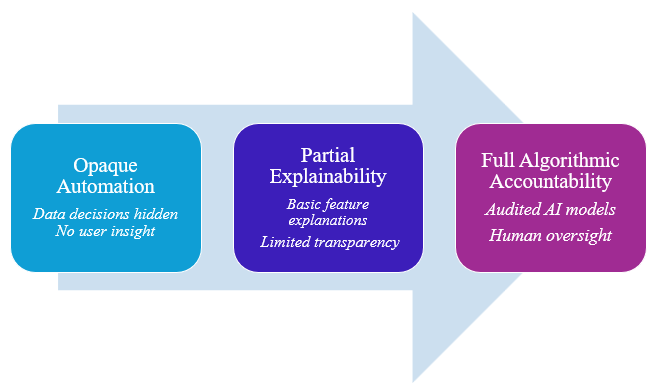 Opaque
Automation
Data decisions hidden
No user insight
Partial
Explainability
Basic feature
explanations
Limited transparency
Full Algorithmic
Accountability
Audited AI models
Human oversight